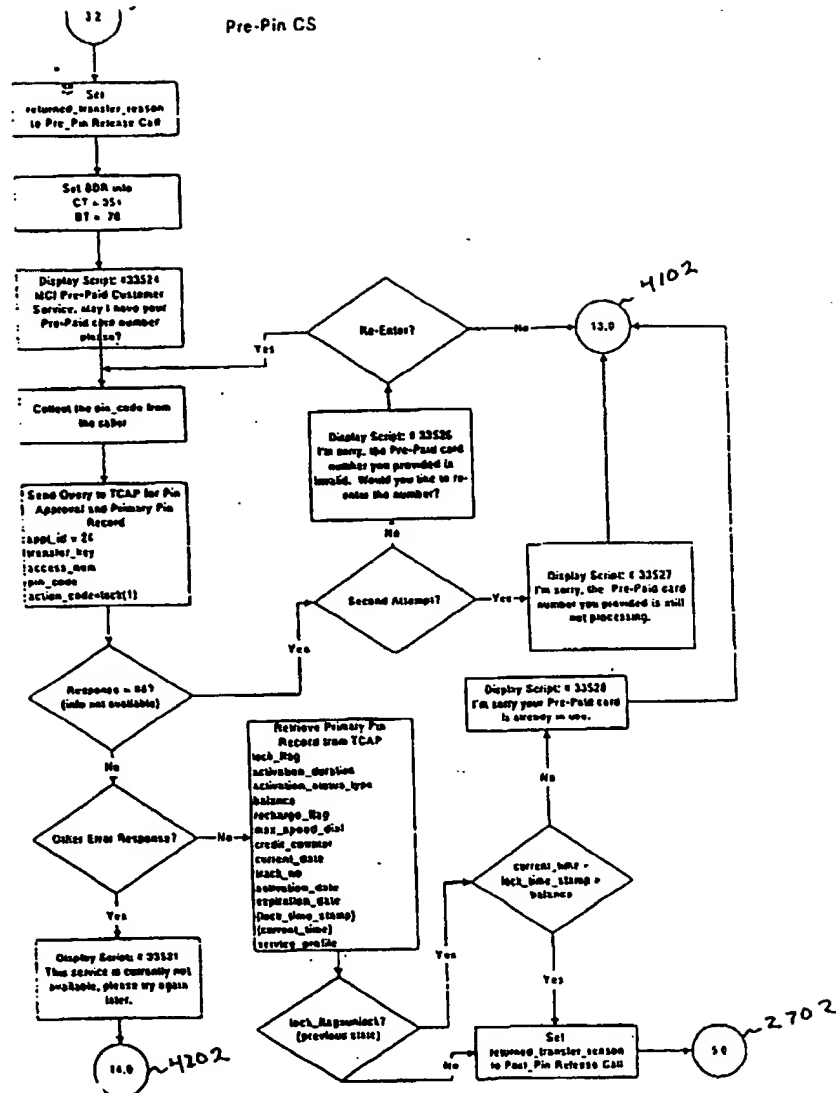 3.2
Pre-Pin CS
Set
returned_transfer_reason
to Pre_Pin Release Call
Set BDR into
CT = 351
BT = 70
Display Script: #33524
MCI Pre-Paid Customer
Service, May I have your
Pre-Paid card number
please?
Re-Enter?
Yes
No
13.0
4102
Collect the pin_code from
the caller
Display Script: # 33526
I'm sorry, the Pre-Paid card
number you provided is
invalid. Would you like to re-
enter the number?
Send Query to TCAP for Pin
Approval and Primary Pin
Record
appl_id = 26
transfer_key
access_num
pin_code
action_code=lock(1)
No
Second Attempt?
Yes
Display Script: # 33527
I'm sorry, the Pre-Paid card
number you provided is still
not processing.
Yes
Response =
(info not available)
No
Display Script: # 33528
I'm sorry your Pre-Paid card
is already in use.
Retrieve Primary Pin
Record from TCAP
lock_flag
activation_duration
activation_status_type
balance
recharge_flag
max_speed_dial
credit_counter
current_date
track_no
activation_date
expiration_date
(lock_time_stamp)
(current_time)
service_profile
No
Other Error Response?
No
Yes
current_time -
lock_time_stamp >
balance
Yes
Yes
Display Script: # 33521
This service is currently not
available, please try again
later.
(previous state)
No
Set
returned_transfer_reason
to Post_Pin Release Call
5.0
2702
14.0
4202